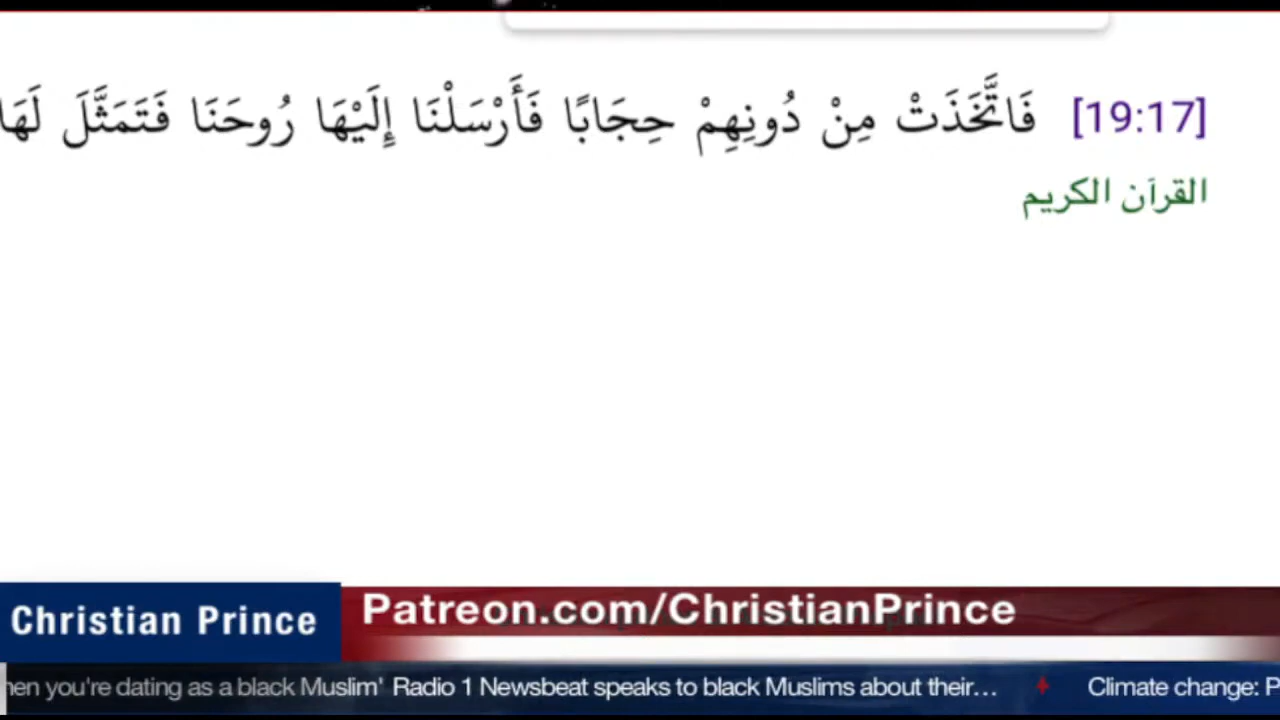 [19:17] فَاتَّخَذَتْ مِنْ دُونِهِمْ حِجَابًا فَأَرْسَلْنَا إِلَيْهَا رُوحَنَا فَتَمَثَّلَ لَهَا
القرآن الكريم
Patreon.com/ChristianPrince
Christian Prince
you're dating as a black Muslim' Radio 1 Newsbeat speaks to black Muslims about their... Climate change: